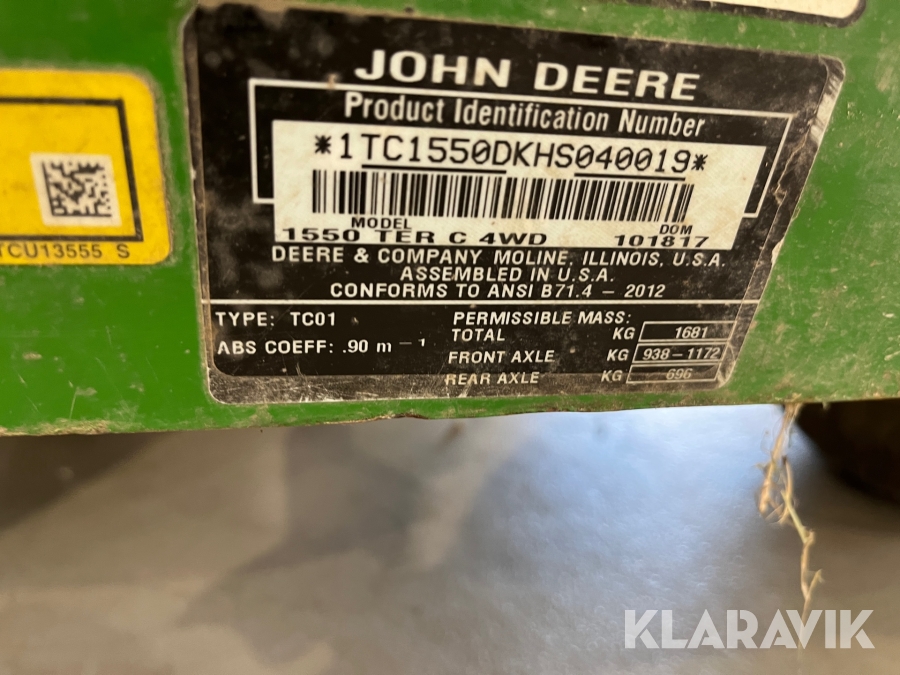 JOHN DEERE
Product Identification Number
*1TC1550DKHS040019*
MODEL DOM
1550 TER C 4WD 101817
DEERE & COMPANY MOLINE, ILLINOIS, U.S.A.
ASSEMBLED IN U.S.A.
CONFORMS TO ANSI B71.4 – 2012
TYPE: TC01
ABS COEFF: .90 m – 1
PERMISSIBLE MASS:
TOTAL KG 1681
FRONT AXLE KG 938–1172
REAR AXLE KG 696
TCU13555 S
KLARAVIK